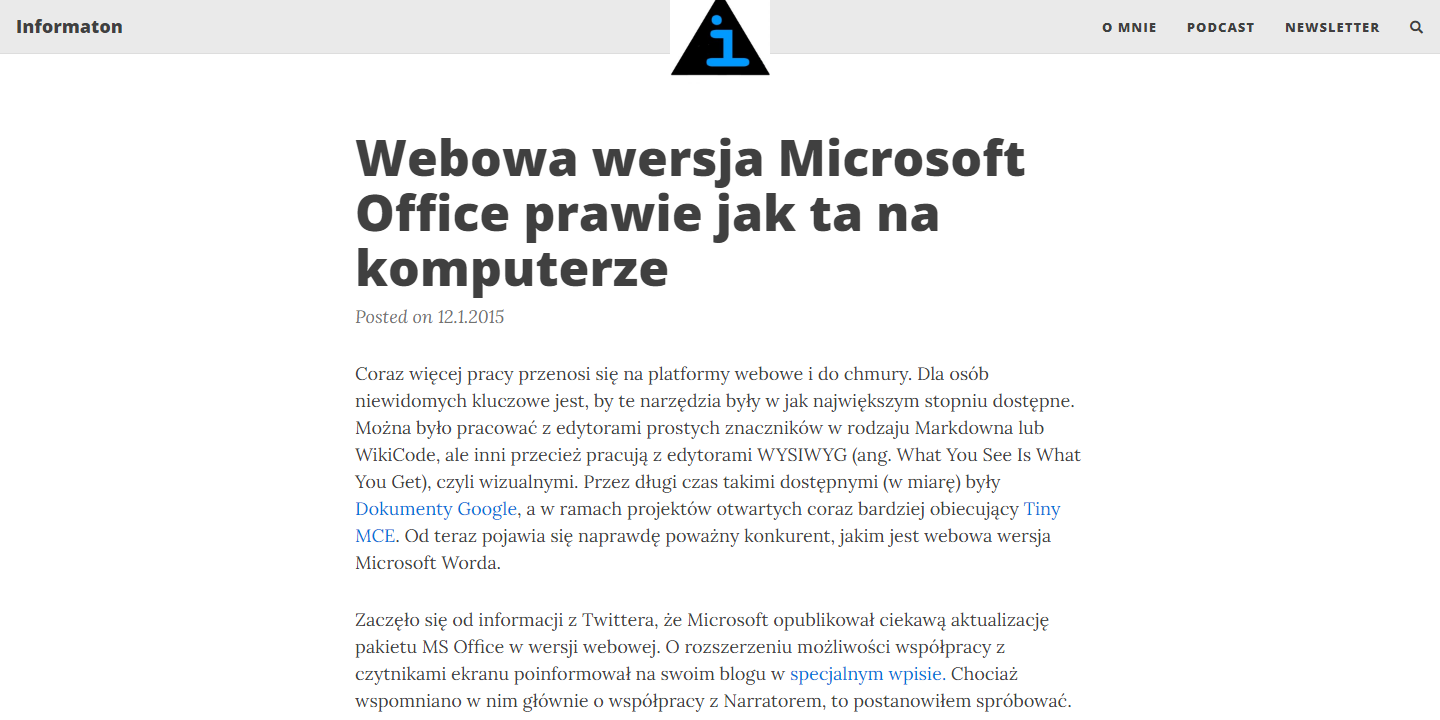 Informaton
i
O MNIE
PODCAST
NEWSLETTER
Webowa wersja Microsoft
Office prawie jak ta na
komputerze
Posted on 12.1.2015
Coraz więcej pracy przenosi się na platformy webowe i do chmury. Dla osób
niewidomych kluczowe jest, by te narzędzia były w jak największym stopniu dostępne.
Można było pracować z edytorami prostych znaczników w rodzaju Markdowna lub
WikiCode, ale inni przecież pracują z edytorami WYSIWYG (ang. What You See Is What
You Get), czyli wizualnymi. Przez długi czas takimi dostępnymi (w miarę) były
Dokumenty Google, a w ramach projektów otwartych coraz bardziej obiecujący Tiny
MCE. Od teraz pojawia się naprawdę poważny konkurent, jakim jest webowa wersja
Microsoft Worda.
Zaczęło się od informacji z Twittera, że Microsoft opublikował ciekawą aktualizację
pakietu MS Office w wersji webowej. O rozszerzeniu możliwości współpracy z
czytnikami ekranu poinformował na swoim blogu w specjalnym wpisie. Chociaż
wspomniano w nim głównie o współpracy z Narratorem, to postanowiłem spróbować.